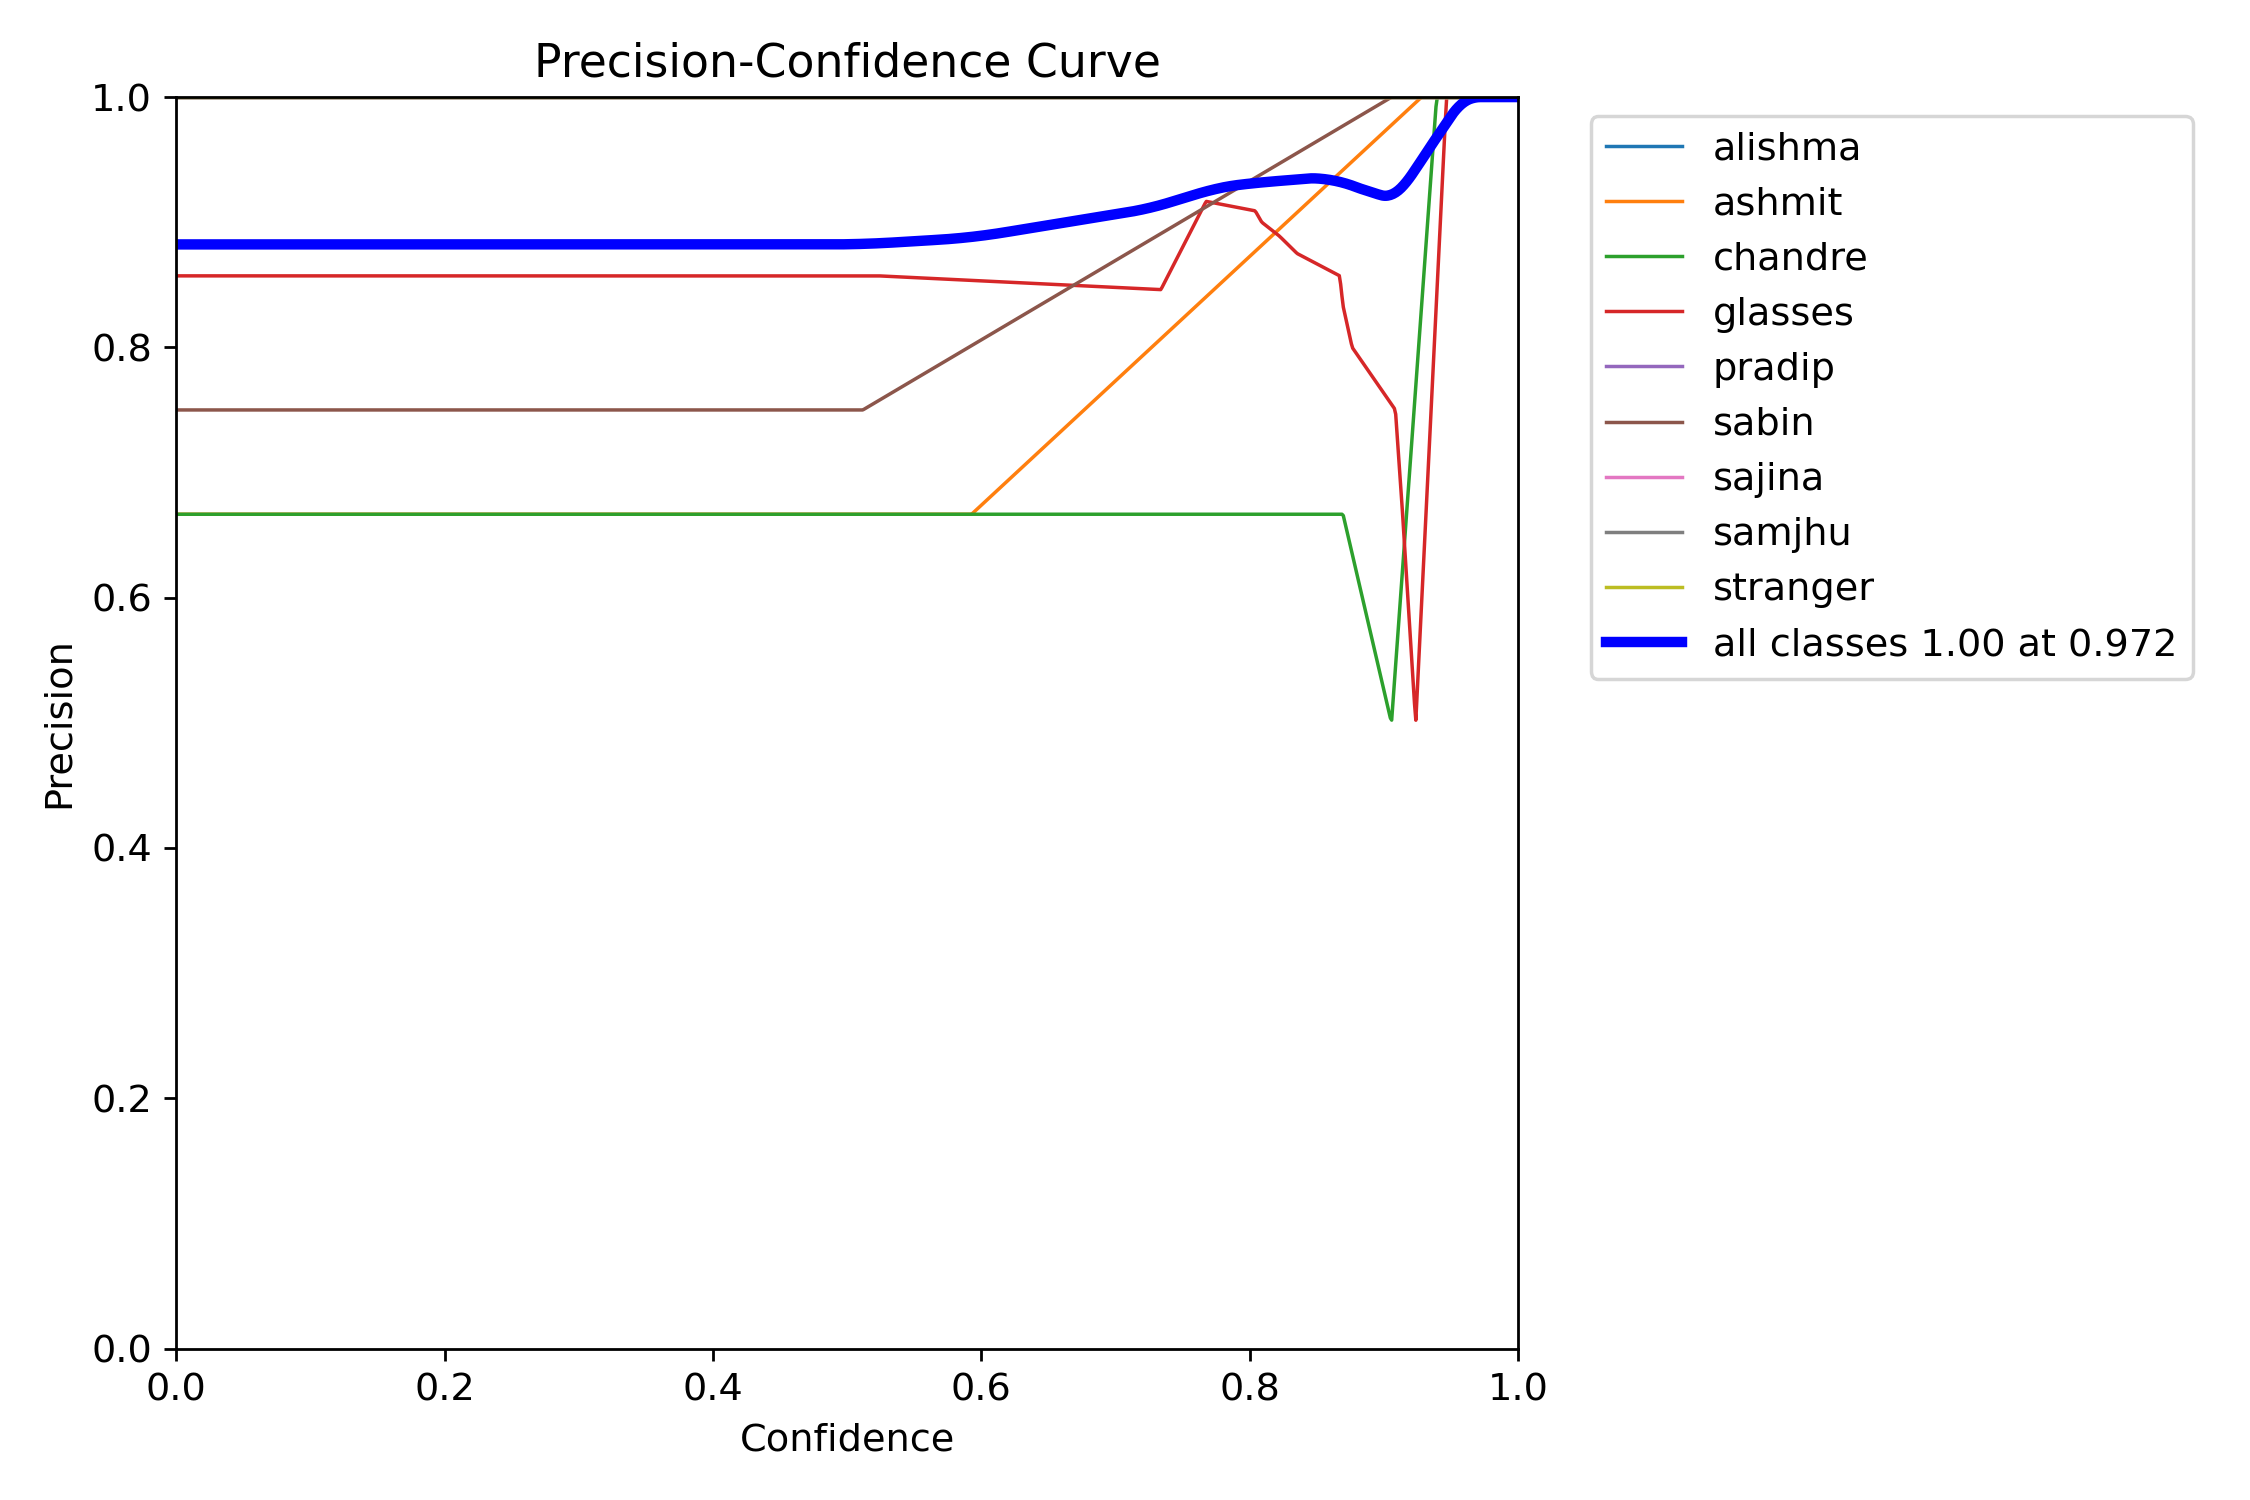 Precision-Confidence Curve
1.0
0.8
0.6
0.4
0.2
0.0
Precision
0.0 0.2 0.4 0.6 0.8 1.0
Confidence
alishma
ashmit
chandre
glasses
pradip
sabin
sajina
samjhu
stranger
all classes 1.00 at 0.972